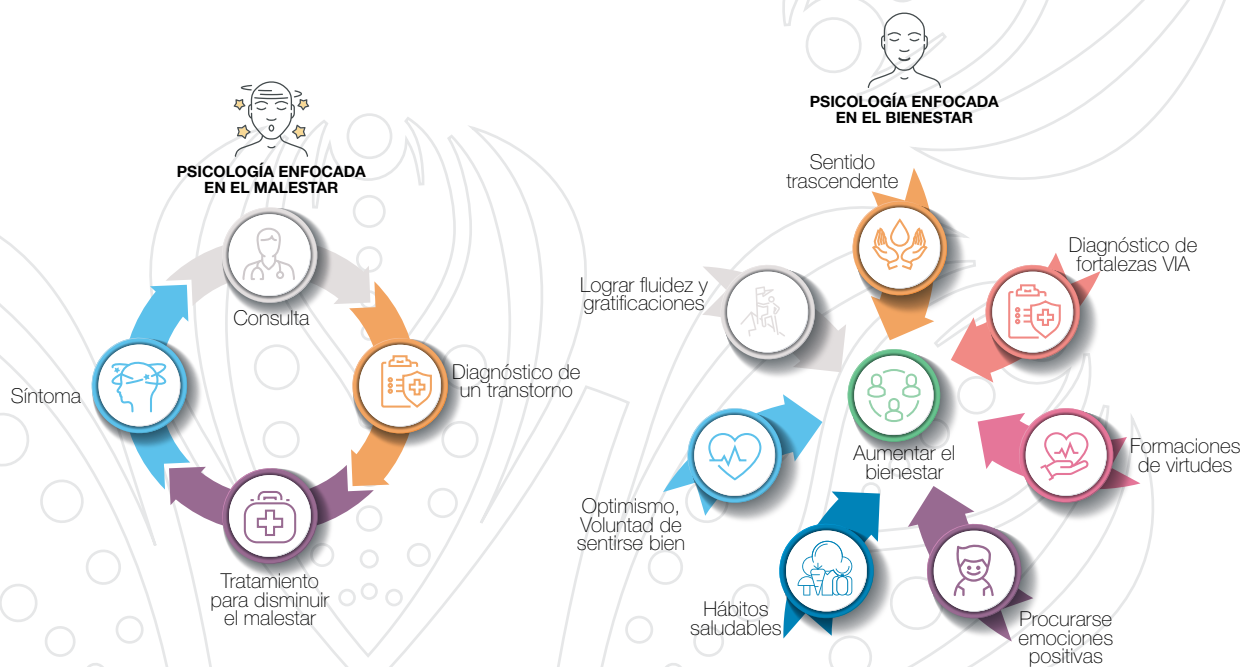 PSICOLOGÍA ENFOCADA
EN EL MALESTAR
Consulta
Diagnóstico de
un transtorno
Tratamiento
para disminuir
el malestar
Síntoma
PSICOLOGÍA ENFOCADA
EN EL BIENESTAR
Sentido
trascendente
Diagnóstico de
fortalezas VIA
Formaciones
de virtudes
Procurarse
emociones
positivas
Hábitos
saludables
Optimismo,
Voluntad de
sentirse bien
Lograr fluidez y
gratificaciones
Aumentar el
bienestar